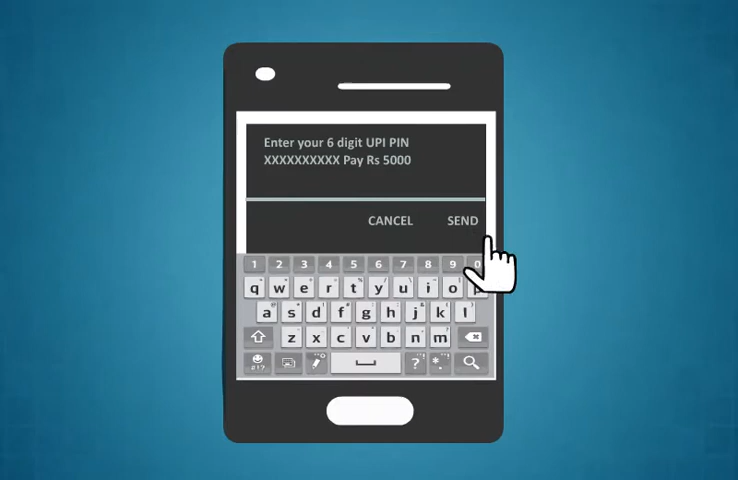 Enter your 6 digit UPI PIN
XXXXXXXXXX Pay Rs 5000
CANCEL SEND
1 2 3 4 5 6 7 8 9 0
q w e r t y u i o p
a s d f g h j k l
z x c v b n m
#!? ? *.